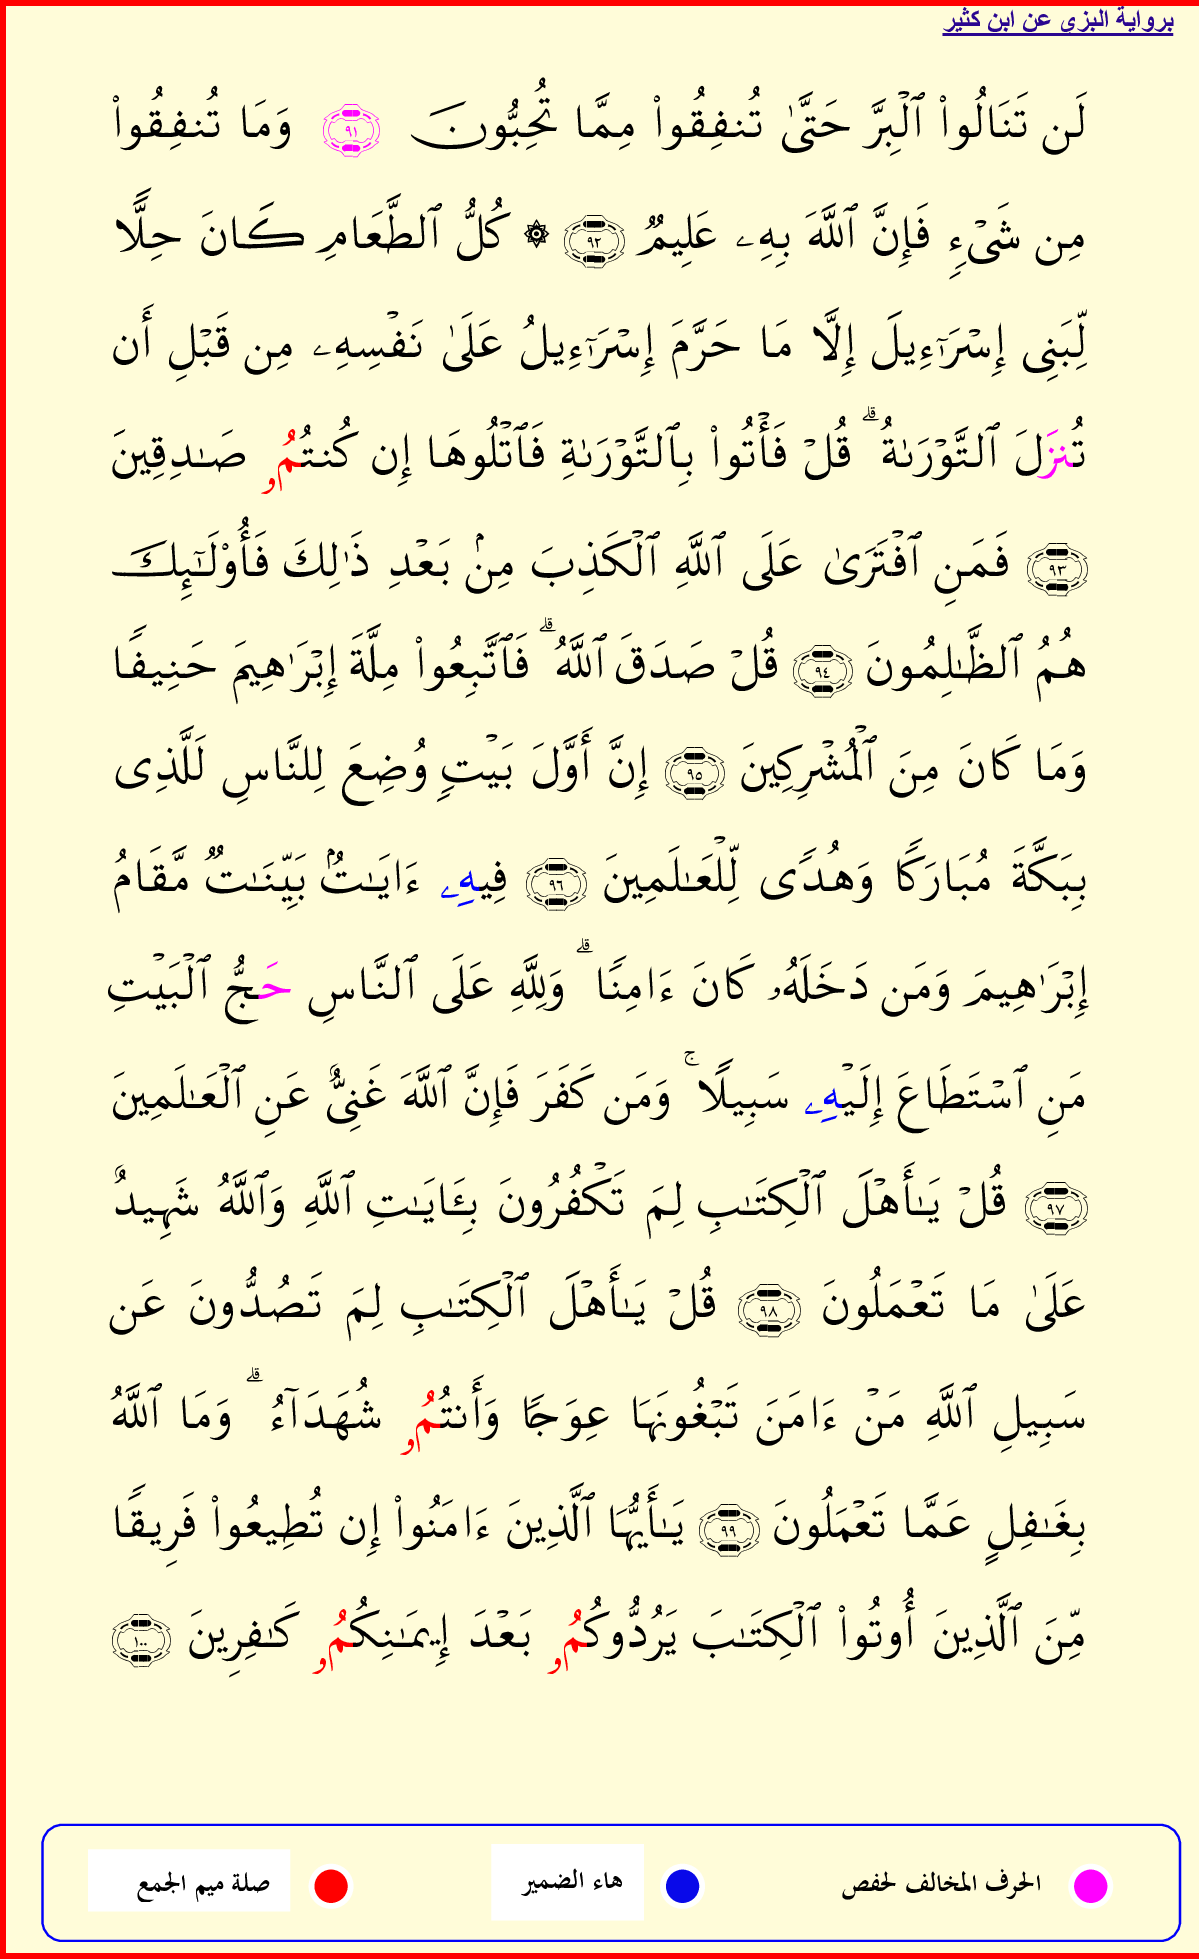 برواية البزى عن ابن كثير
لَن تَنَالُوا۟ ٱلۡبِرَّ حَتَّىٰ تُنفِقُوا۟ مِمَّا تُحِبُّونَ ٩١ وَمَا تُنفِقُوا۟
مِن شَىۡءٍ فَإِنَّ ٱللَّهَ بِهِۦ عَلِيمٌ ٩٢ ۞ كُلُّ ٱلطَّعَامِ كَانَ حِلًّا
لِّبَنِى إِسۡرَٰٓءِيلَ إِلَّا مَا حَرَّمَ إِسۡرَٰٓءِيلُ عَلَىٰ نَفۡسِهِۦ مِن قَبۡلِ أَن
تُنزَلَ ٱلتَّوۡرَىٰةُۗ قُلۡ فَأۡتُوا۟ بِٱلتَّوۡرَىٰةِ فَٱتۡلُوهَا إِن كُنتُمُۥ صَـٰدِقِينَ
٩٣ فَمَنِ ٱفۡتَرَىٰ عَلَى ٱللَّهِ ٱلۡكَذِبَ مِنۢ بَعۡدِ ذَٰلِكَ فَأُو۟لَـٰٓئِكَ
هُمُ ٱلظَّـٰلِمُونَ ٩٤ قُلۡ صَدَقَ ٱللَّهُۗ فَٱتَّبِعُوا۟ مِلَّةَ إِبۡرَٰهِيمَ حَنِيفًا
وَمَا كَانَ مِنَ ٱلۡمُشۡرِكِينَ ٩٥ إِنَّ أَوَّلَ بَيۡتٍ وُضِعَ لِلنَّاسِ لَلَّذِى
بِبَكَّةَ مُبَارَكًا وَهُدًى لِّلۡعَـٰلَمِينَ ٩٦ فِيهِۦ ءَايَـٰتٌۢ بَيِّنَـٰتٌ مَّقَامُ
إِبۡرَٰهِيمَ وَمَن دَخَلَهُۥ كَانَ ءَامِنًاۗ وَلِلَّهِ عَلَى ٱلنَّاسِ حَجُّ ٱلۡبَيۡتِ
مَنِ ٱسۡتَطَاعَ إِلَيۡهِۦ سَبِيلًاۚ وَمَن كَفَرَ فَإِنَّ ٱللَّهَ غَنِىٌّ عَنِ ٱلۡعَـٰلَمِينَ
٩٧ قُلۡ يَـٰأَهۡلَ ٱلۡكِتَـٰبِ لِمَ تَكۡفُرُونَ بِـَٔايَـٰتِ ٱللَّهِ وَٱللَّهُ شَهِيدٌ
عَلَىٰ مَا تَعۡمَلُونَ ٩٨ قُلۡ يَـٰأَهۡلَ ٱلۡكِتَـٰبِ لِمَ تَصُدُّونَ عَن
سَبِيلِ ٱللَّهِ مَنۡ ءَامَنَ تَبۡغُونَهَا عِوَجًا وَأَنتُمُۥ شُهَدَآءُۗ وَمَا ٱللَّهُ
بِغَـٰفِلٍ عَمَّا تَعۡمَلُونَ ٩٩ يَـٰأَيُّهَا ٱلَّذِينَ ءَامَنُوا۟ إِن تُطِيعُوا۟ فَرِيقًا
مِّنَ ٱلَّذِينَ أُوتُوا۟ ٱلۡكِتَـٰبَ يَرُدُّوكُمُۥ بَعۡدَ إِيمَـٰنِكُمُۥ كَـٰفِرِينَ ١٠٠
الحرف المخالف لحفص هاء الضمير صلة ميم الجمع